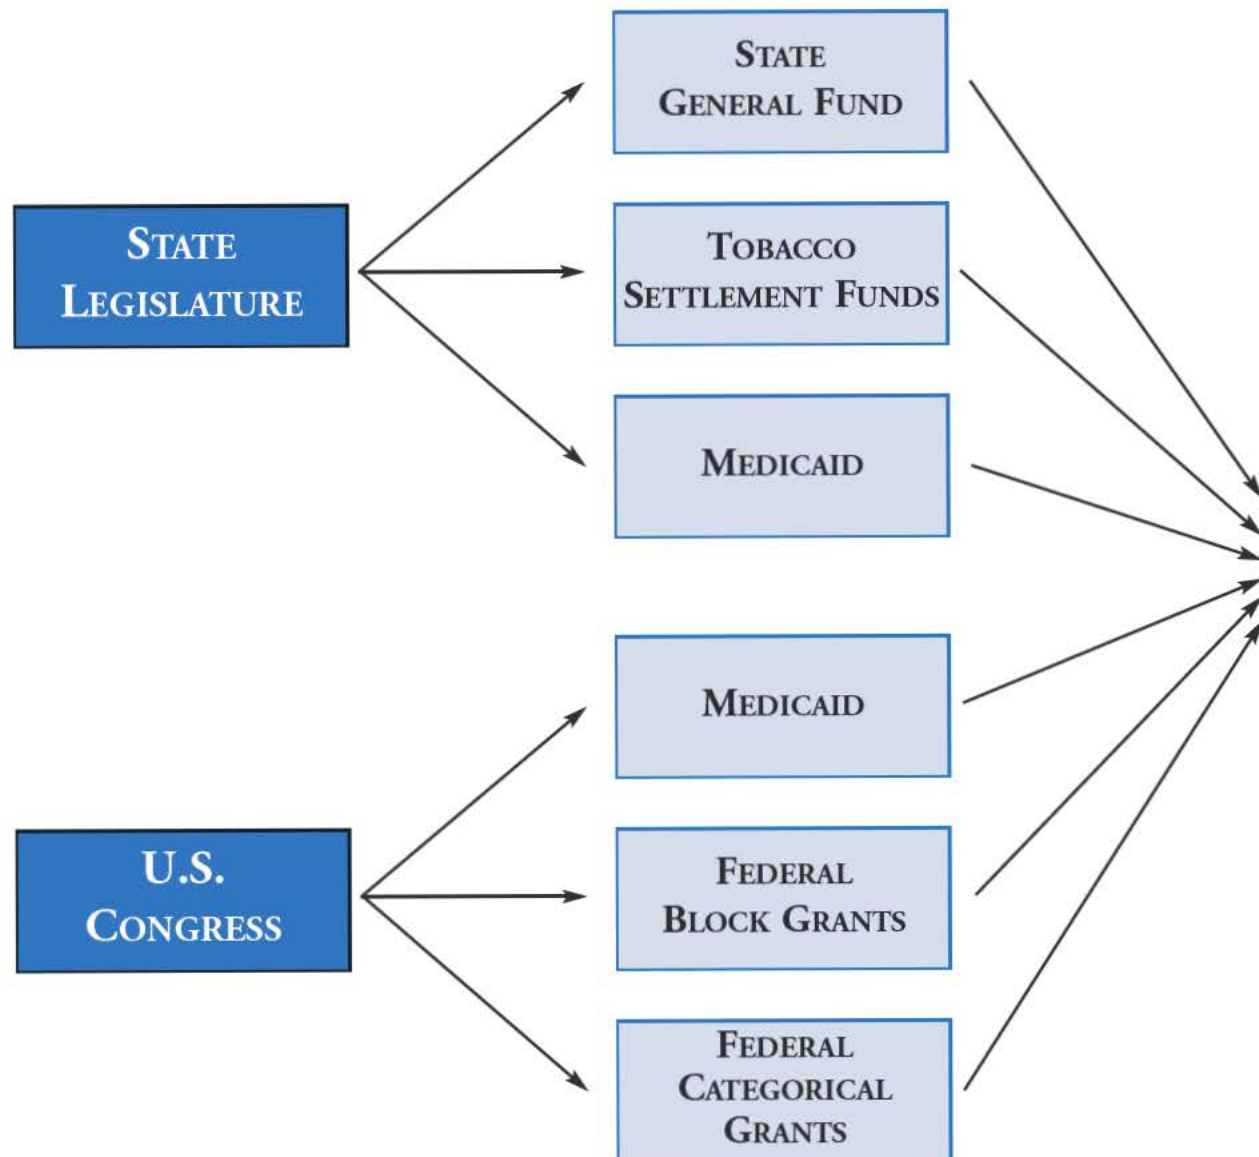 STATE
GENERAL FUND
STATE
LEGISLATURE
TOBACCO
SETTLEMENT FUNDS
MEDICAID
MEDICAID
U.S.
CONGRESS
FEDERAL
BLOCK GRANTS
FEDERAL
CATEGORICAL
GRANTS